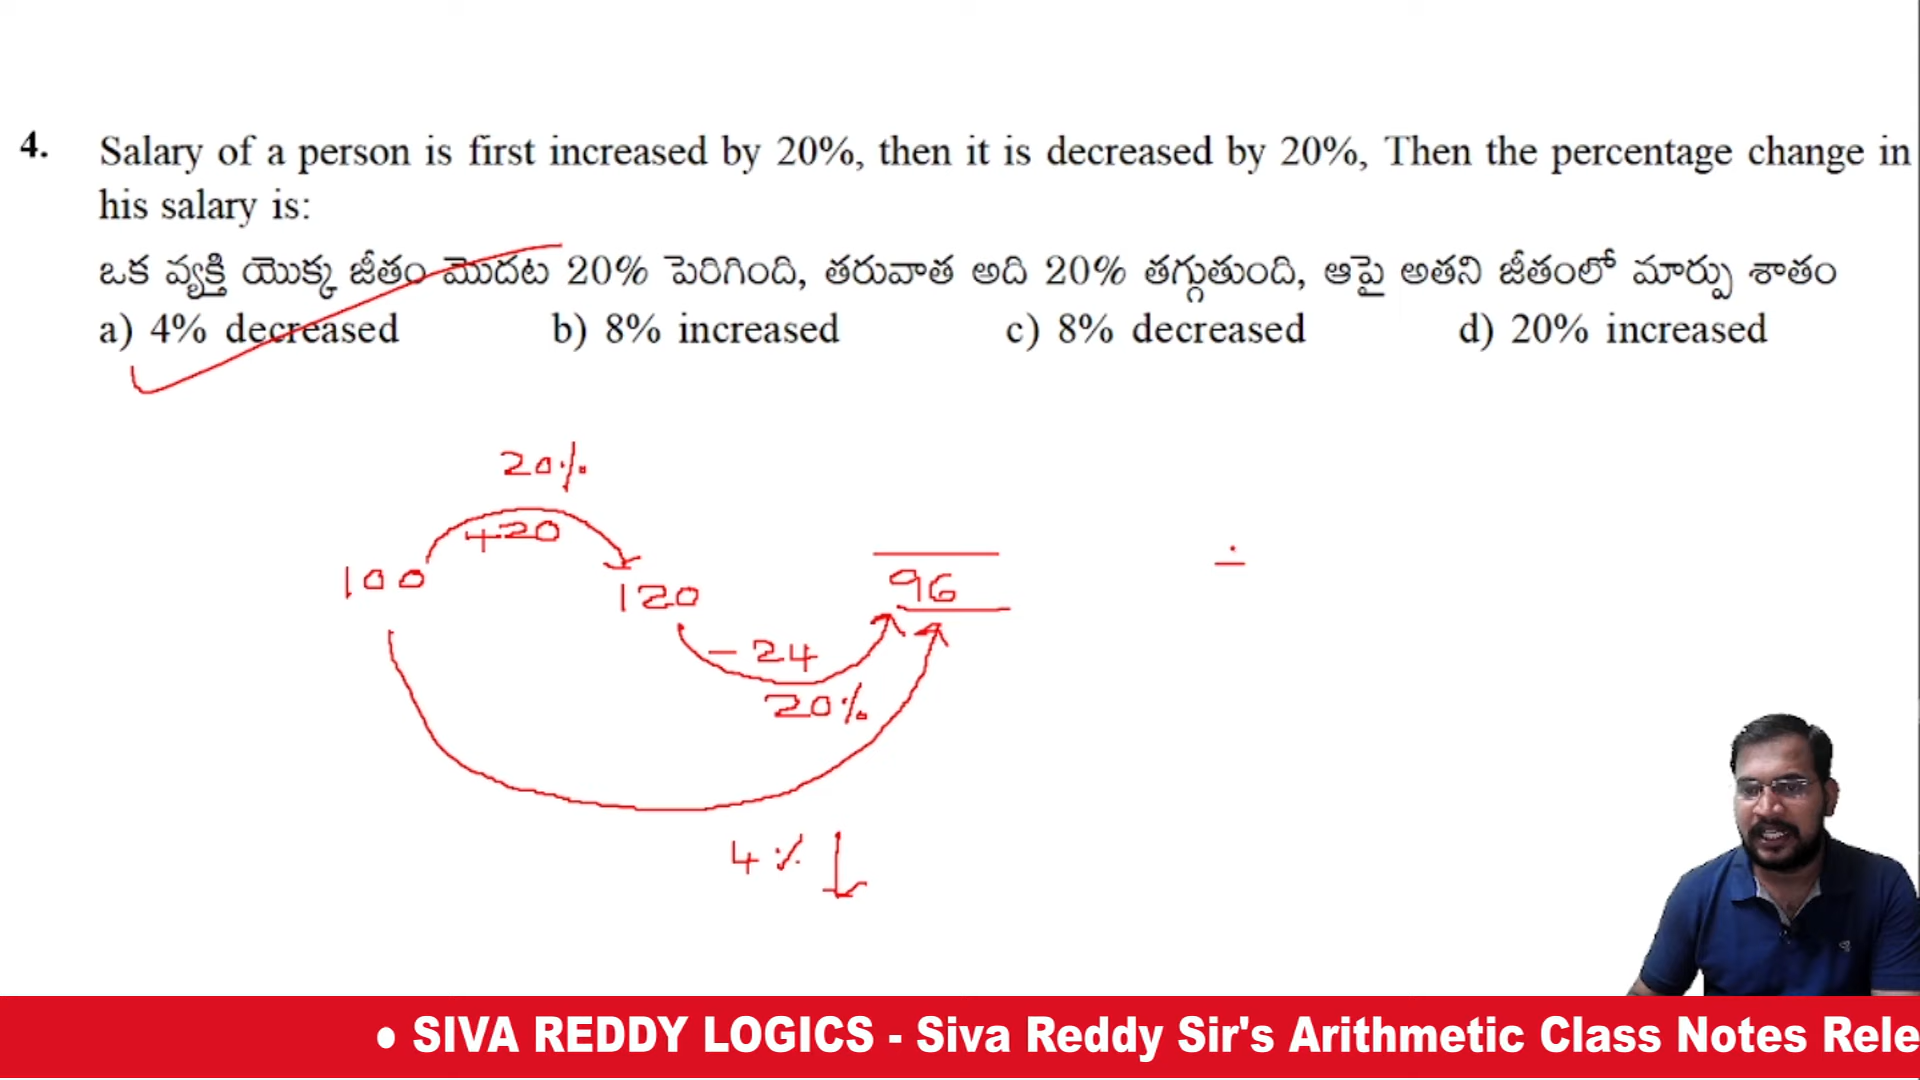 4. Salary of a person is first increased by 20%, then it is decreased by 20%, Then the percentage change in
his salary is:
ఒక వ్యక్తి యొక్క జీతం మొదట 20% పెరిగింది, తరువాత అది 20% తగ్గుతుంది, ఆపై అతని జీతంలో మార్పు శాతం
a) 4% decreased b) 8% increased c) 8% decreased d) 20% increased
20%
+20
100 120 96 ∸
- 24
20%
4% ↓
• SIVA REDDY LOGICS - Siva Reddy Sir's Arithmetic Class Notes Rele